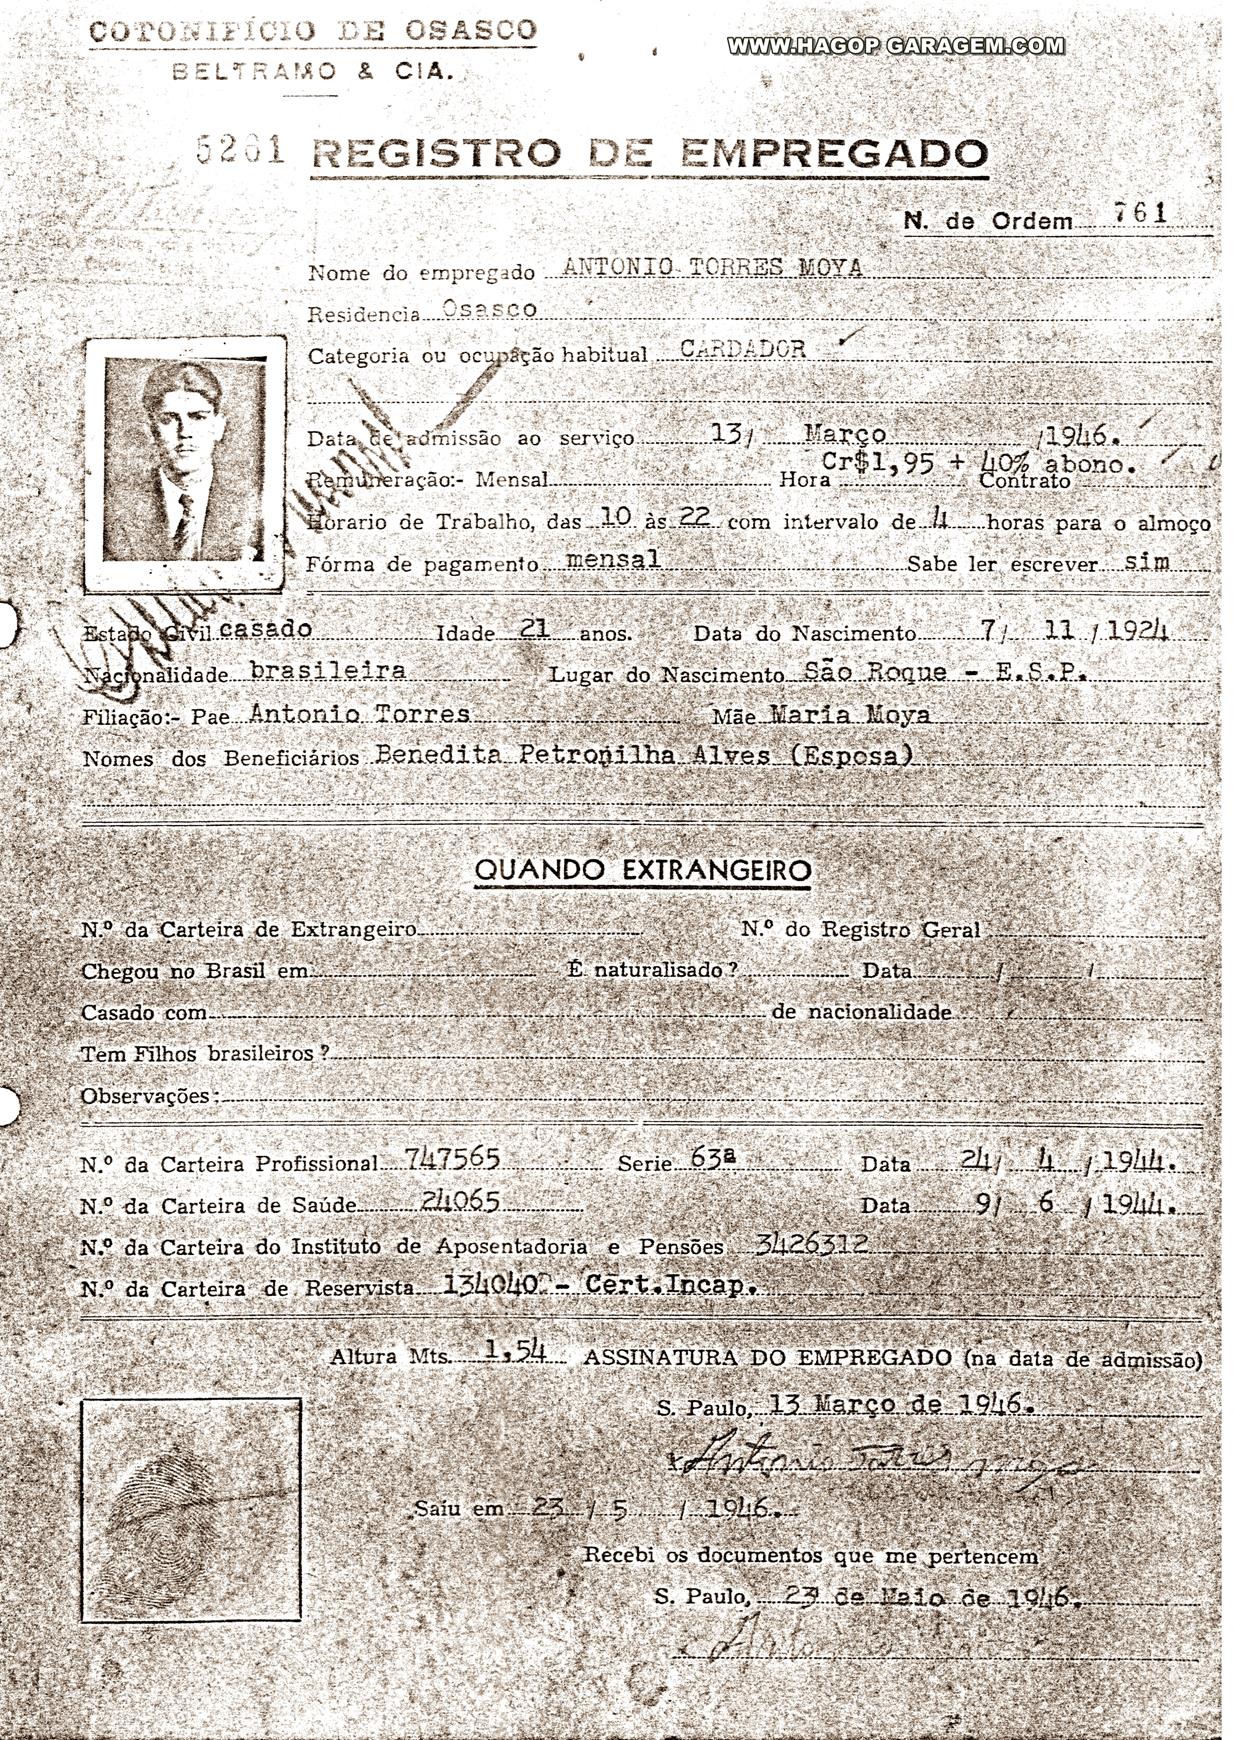 COTONIFÍCIO DE OSASCO
BELTRAMO & CIA.
WWW.HAGOP GARAGEM.COM
5261 REGISTRO DE EMPREGADO
N. de Ordem 761
Nome do empregado ANTONIO TORRES MOYA
Residencia Osasco
Categoria ou ocupação habitual CARDADOR
Data de admissão ao serviço 13/ Março /1946.
Cr$1,95 + 40% abono.
Remuneração:- Mensal Hora Contrato
Horario de Trabalho, das 10 às 22 com intervalo de 4 horas para o almoço
Fórma de pagamento mensal Sabe ler escrever sim
Estado Civil casado Idade 21 anos. Data do Nascimento 7/ 11 /1924
Nacionalidade brasileira Lugar do Nascimento São Roque - E.S.P.
Filiação:- Pae Antonio Torres Mãe Maria Moya
Nomes dos Beneficiários Benedita Petronilha Alves (Esposa)
QUANDO EXTRANGEIRO
N.º da Carteira de Extrangeiro N.º do Registro Geral
Chegou no Brasil em É naturalisado? Data / /
Casado com de nacionalidade
Tem Filhos brasileiros?
Observações:
N.º da Carteira Profissional 747565 Serie 63ª Data 24/ 4 /1944.
N.º da Carteira de Saúde 24065 Data 9/ 6 /1944.
N.º da Carteira do Instituto de Aposentadoria e Pensões 3426312
N.º da Carteira de Reservista - Cert.Incap.
Altura Mts. 1,54 ASSINATURA DO EMPREGADO (na data de admissão)
S. Paulo, 13 Março de 1946.
x Antonio Torres moya
Saíu em 23 / 5 / 1946.
Recebi os documentos que me pertencem
S. Paulo, 23 de Maio de 1946.